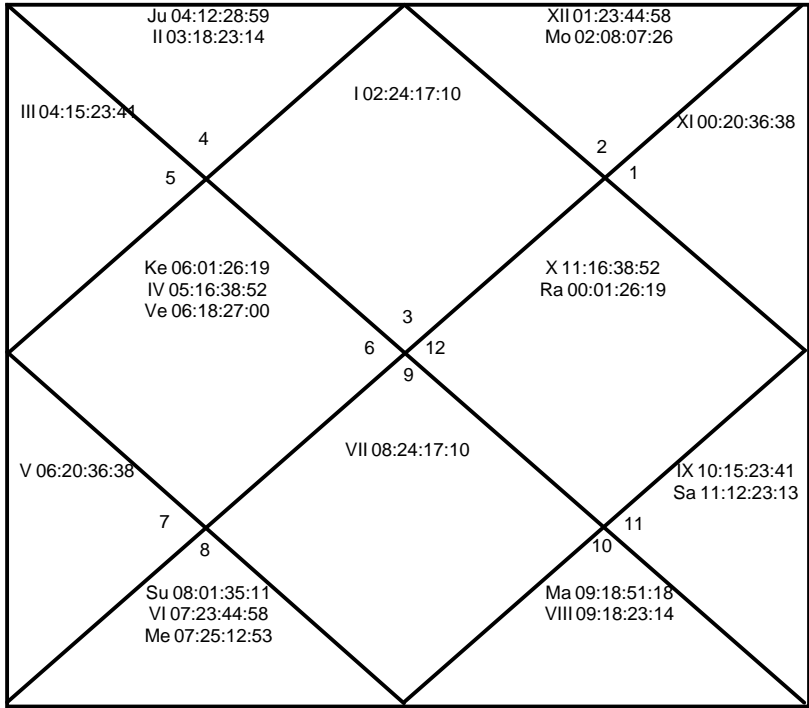 Ju 04:12:28:59
II 03:18:23:14
XII 01:23:44:58
Mo 02:08:07:26
I 02:24:17:10
III 04:15:23:41
XI 00:20:36:38
4
2
5
1
Ke 06:01:26:19
IV 05:16:38:52
Ve 06:18:27:00
X 11:16:38:52
Ra 00:01:26:19
3
6
12
9
VII 08:24:17:10
V 06:20:36:38
IX 10:15:23:41
Sa 11:12:23:13
7
11
8
10
Su 08:01:35:11
VI 07:23:44:58
Me 07:25:12:53
Ma 09:18:51:18
VIII 09:18:23:14